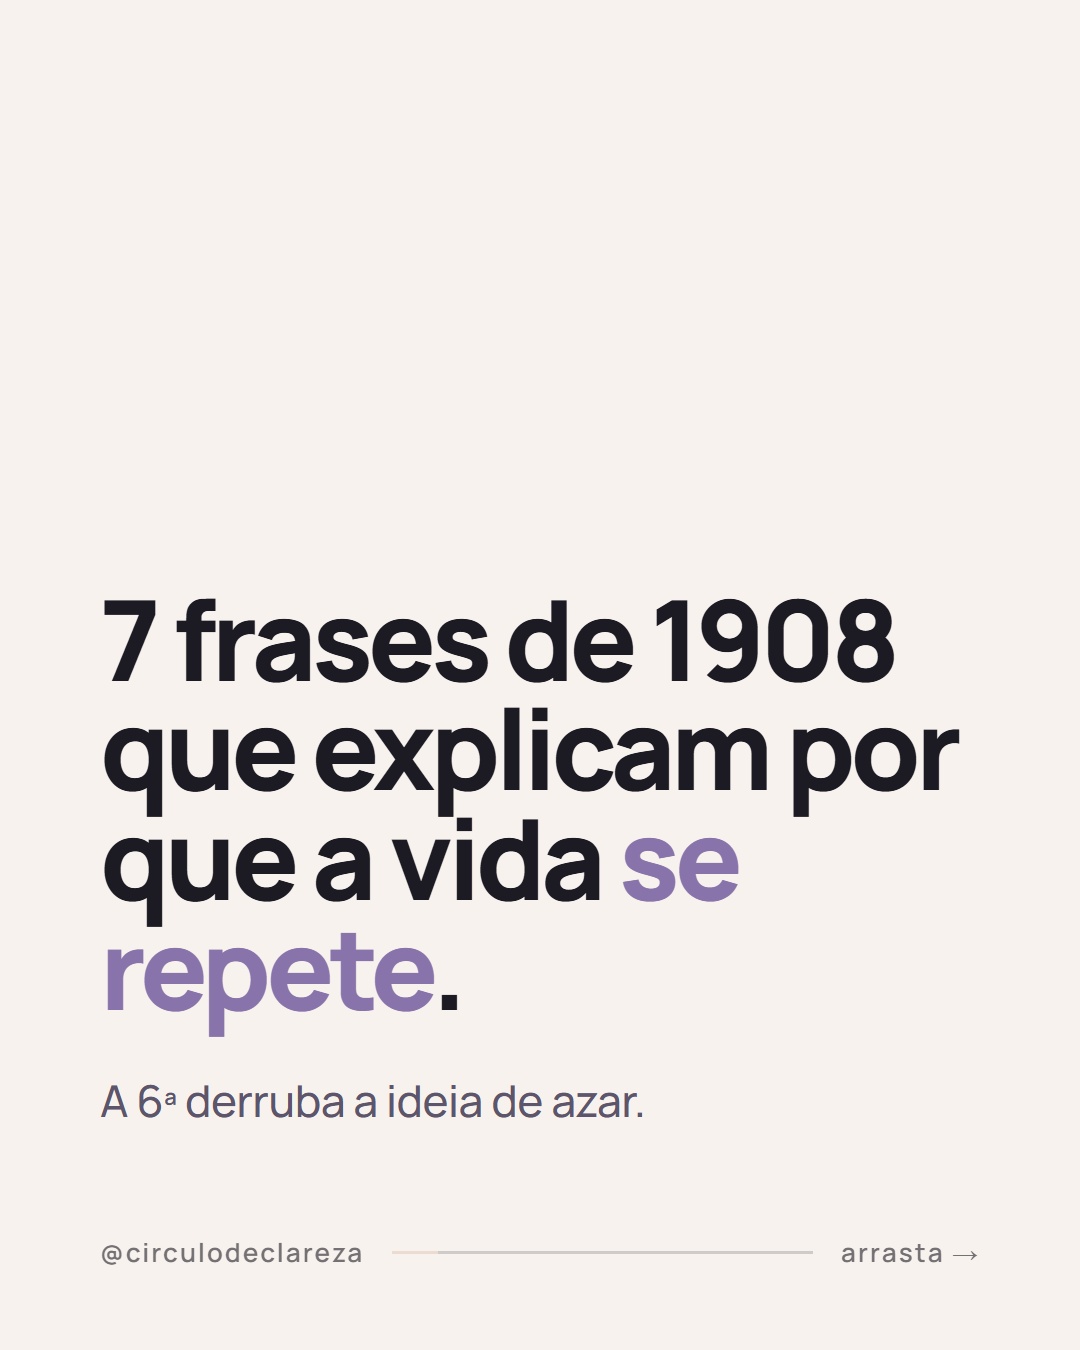 7 frases de 1908
que explicam por
que a vida se
repete.
A 6ª derruba a ideia de azar.
@circulodeclareza
arrasta →